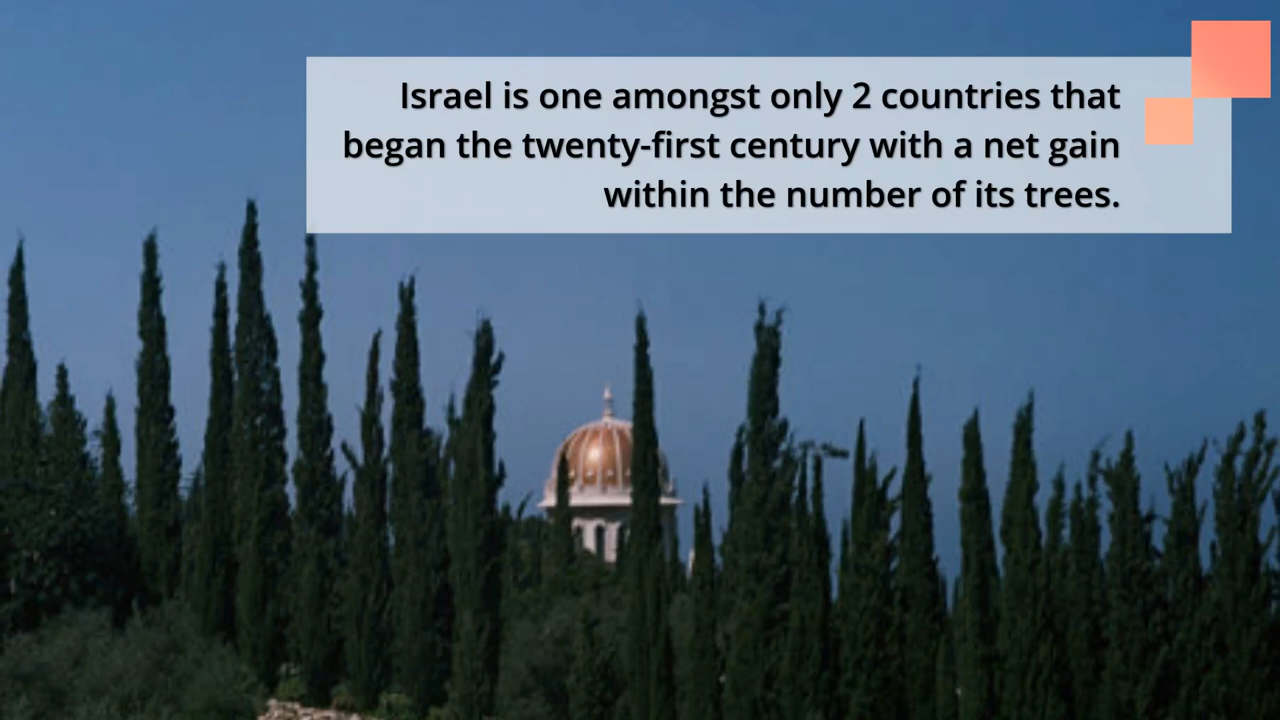 Israel is one amongst only 2 countries that
began the twenty-first century with a net gain
within the number of its trees.